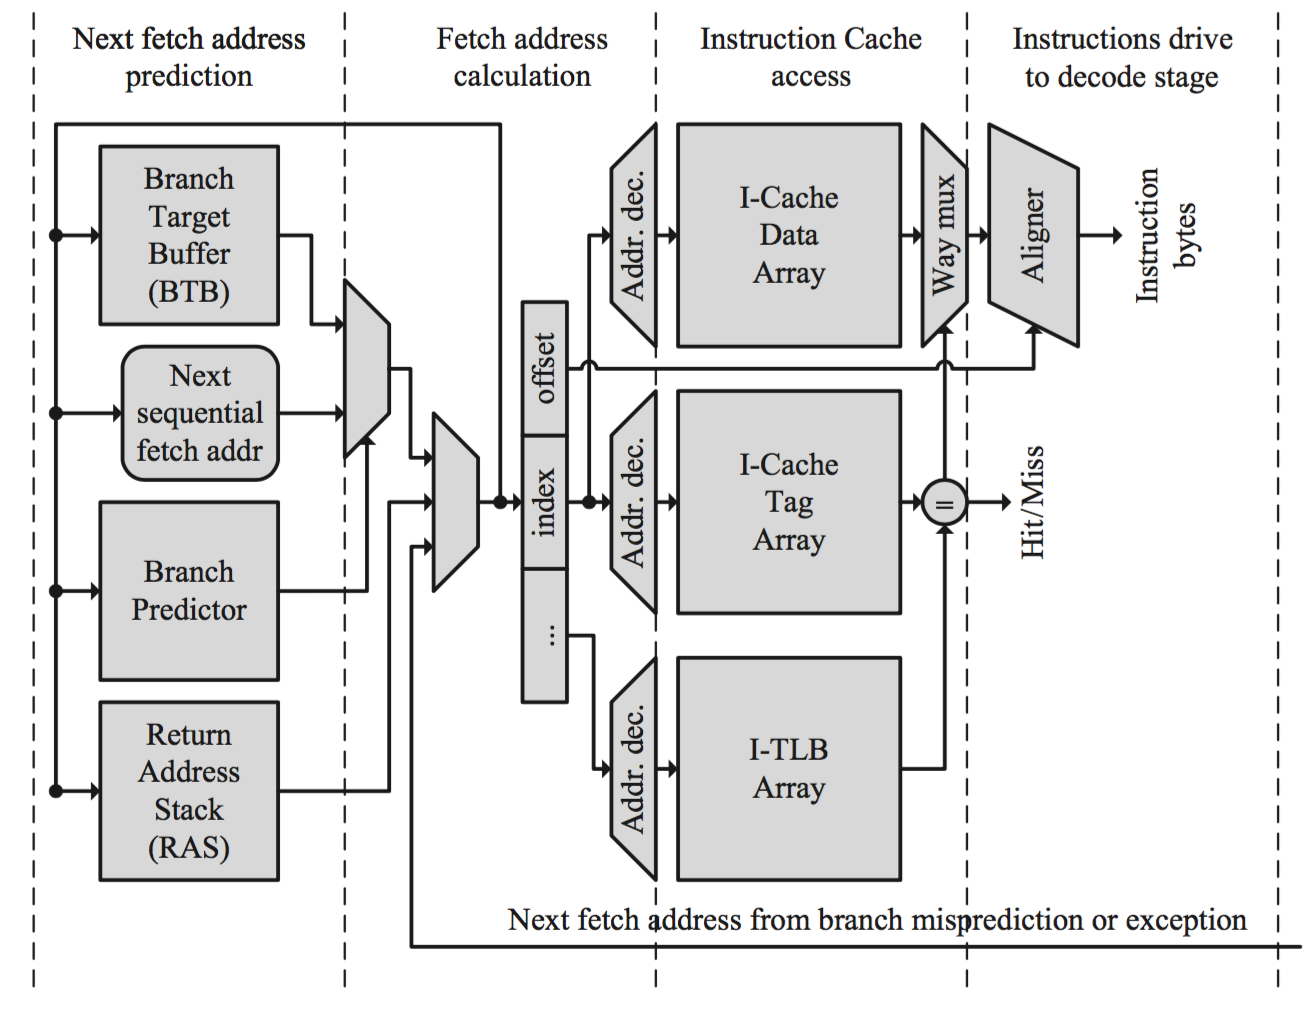 Next fetch address
prediction
Fetch address
calculation
Instruction Cache
access
Instructions drive
to decode stage
Branch
Target
Buffer
(BTB)
Next
sequential
fetch addr
Branch
Predictor
Return
Address
Stack
(RAS)
offset
index
...
Addr. dec.
I-Cache
Data
Array
Way mux
Aligner
Instruction
bytes
Addr. dec.
I-Cache
Tag
Array
=
Hit/Miss
Addr. dec.
I-TLB
Array
Next fetch address from branch misprediction or exception